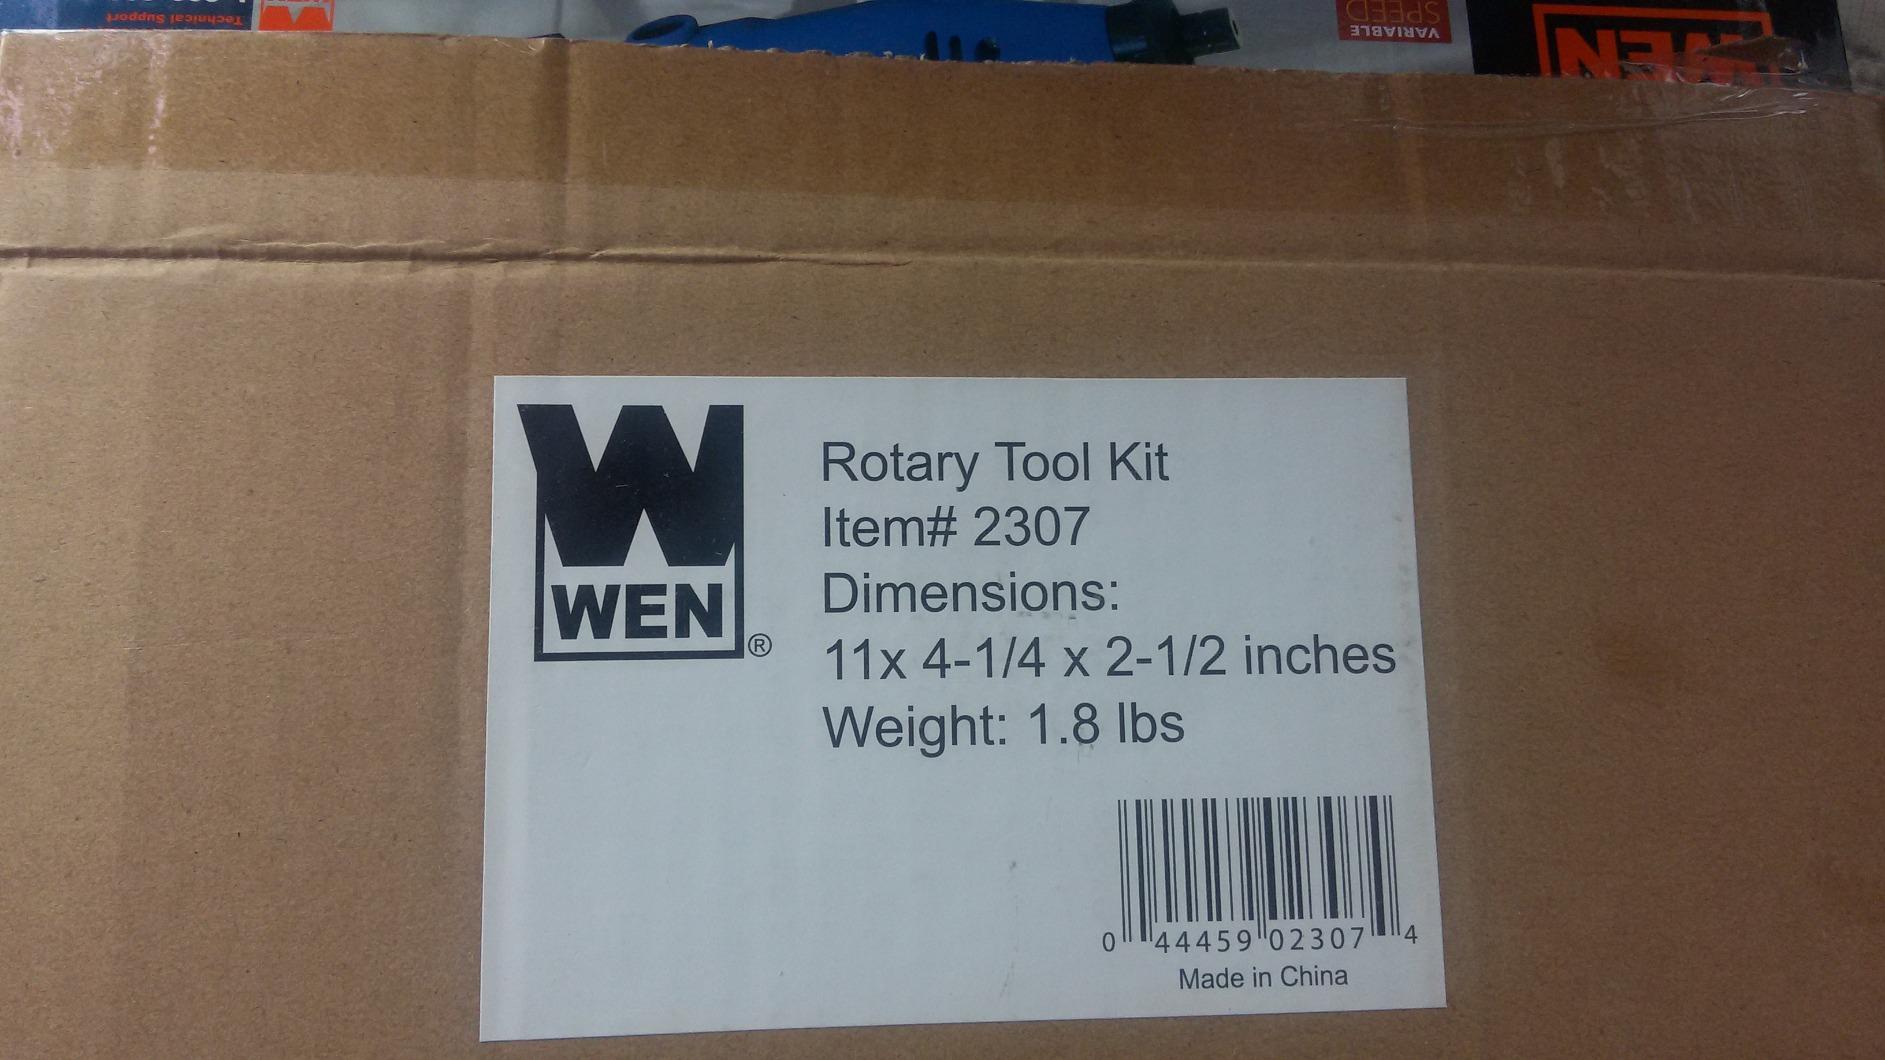 Technical Support
VARIABLE
SPEED
WEN
WEN
®
Rotary Tool Kit
Item# 2307
Dimensions:
11x 4-1/4 x 2-1/2 inches
Weight: 1.8 lbs
0 44459 02307 4
Made in China